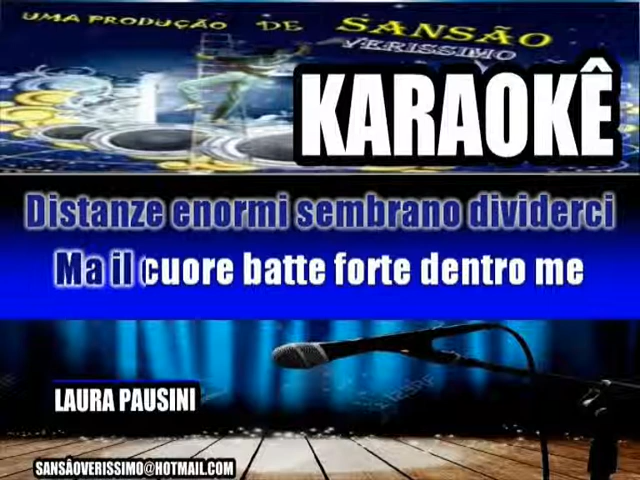 UMA PRODUÇÃO DE SANSÃO
VERISSIMO
KARAOKÊ
Distanze enormi sembrano dividerci
Ma il cuore batte forte dentro me
LAURA PAUSINI
SANSÃOVERISSIMO@HOTMAIL.COM